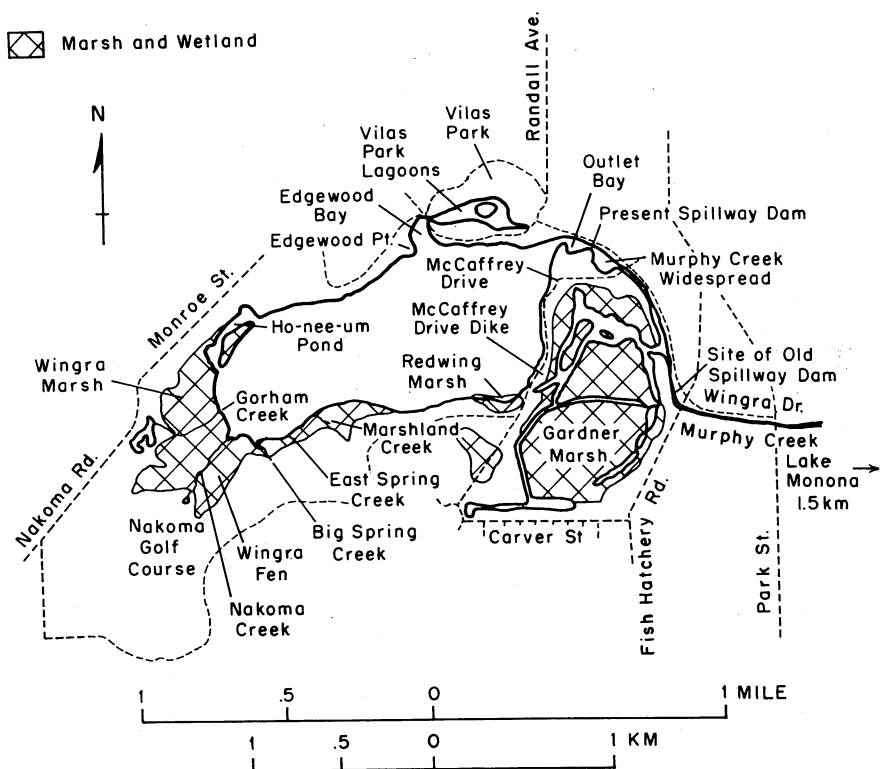 Marsh and Wetland
N
Randall Ave.
Vilas
Park
Vilas
Park
Lagoons
Outlet
Bay
Edgewood
Bay
Present Spillway Dam
Edgewood Pt.
McCaffrey
Drive
Murphy Creek
Widespread
Monroe St.
McCaffrey
Drive Dike
Ho-nee-um
Pond
Wingra
Marsh
Redwing
Marsh
Site of Old
Spillway Dam
Gorham
Creek
Wingra Dr.
Marshland
Creek
Gardner
Marsh
Murphy Creek
Lake
Monona
1.5 km
Nakoma Rd.
East Spring
Creek
Nakoma
Golf
Course
Wingra
Fen
Big Spring
Creek
Carver St
Fish Hatchery Rd.
Park St.
Nakoma
Creek
1 .5 0 1 MILE
1 .5 0 1 KM